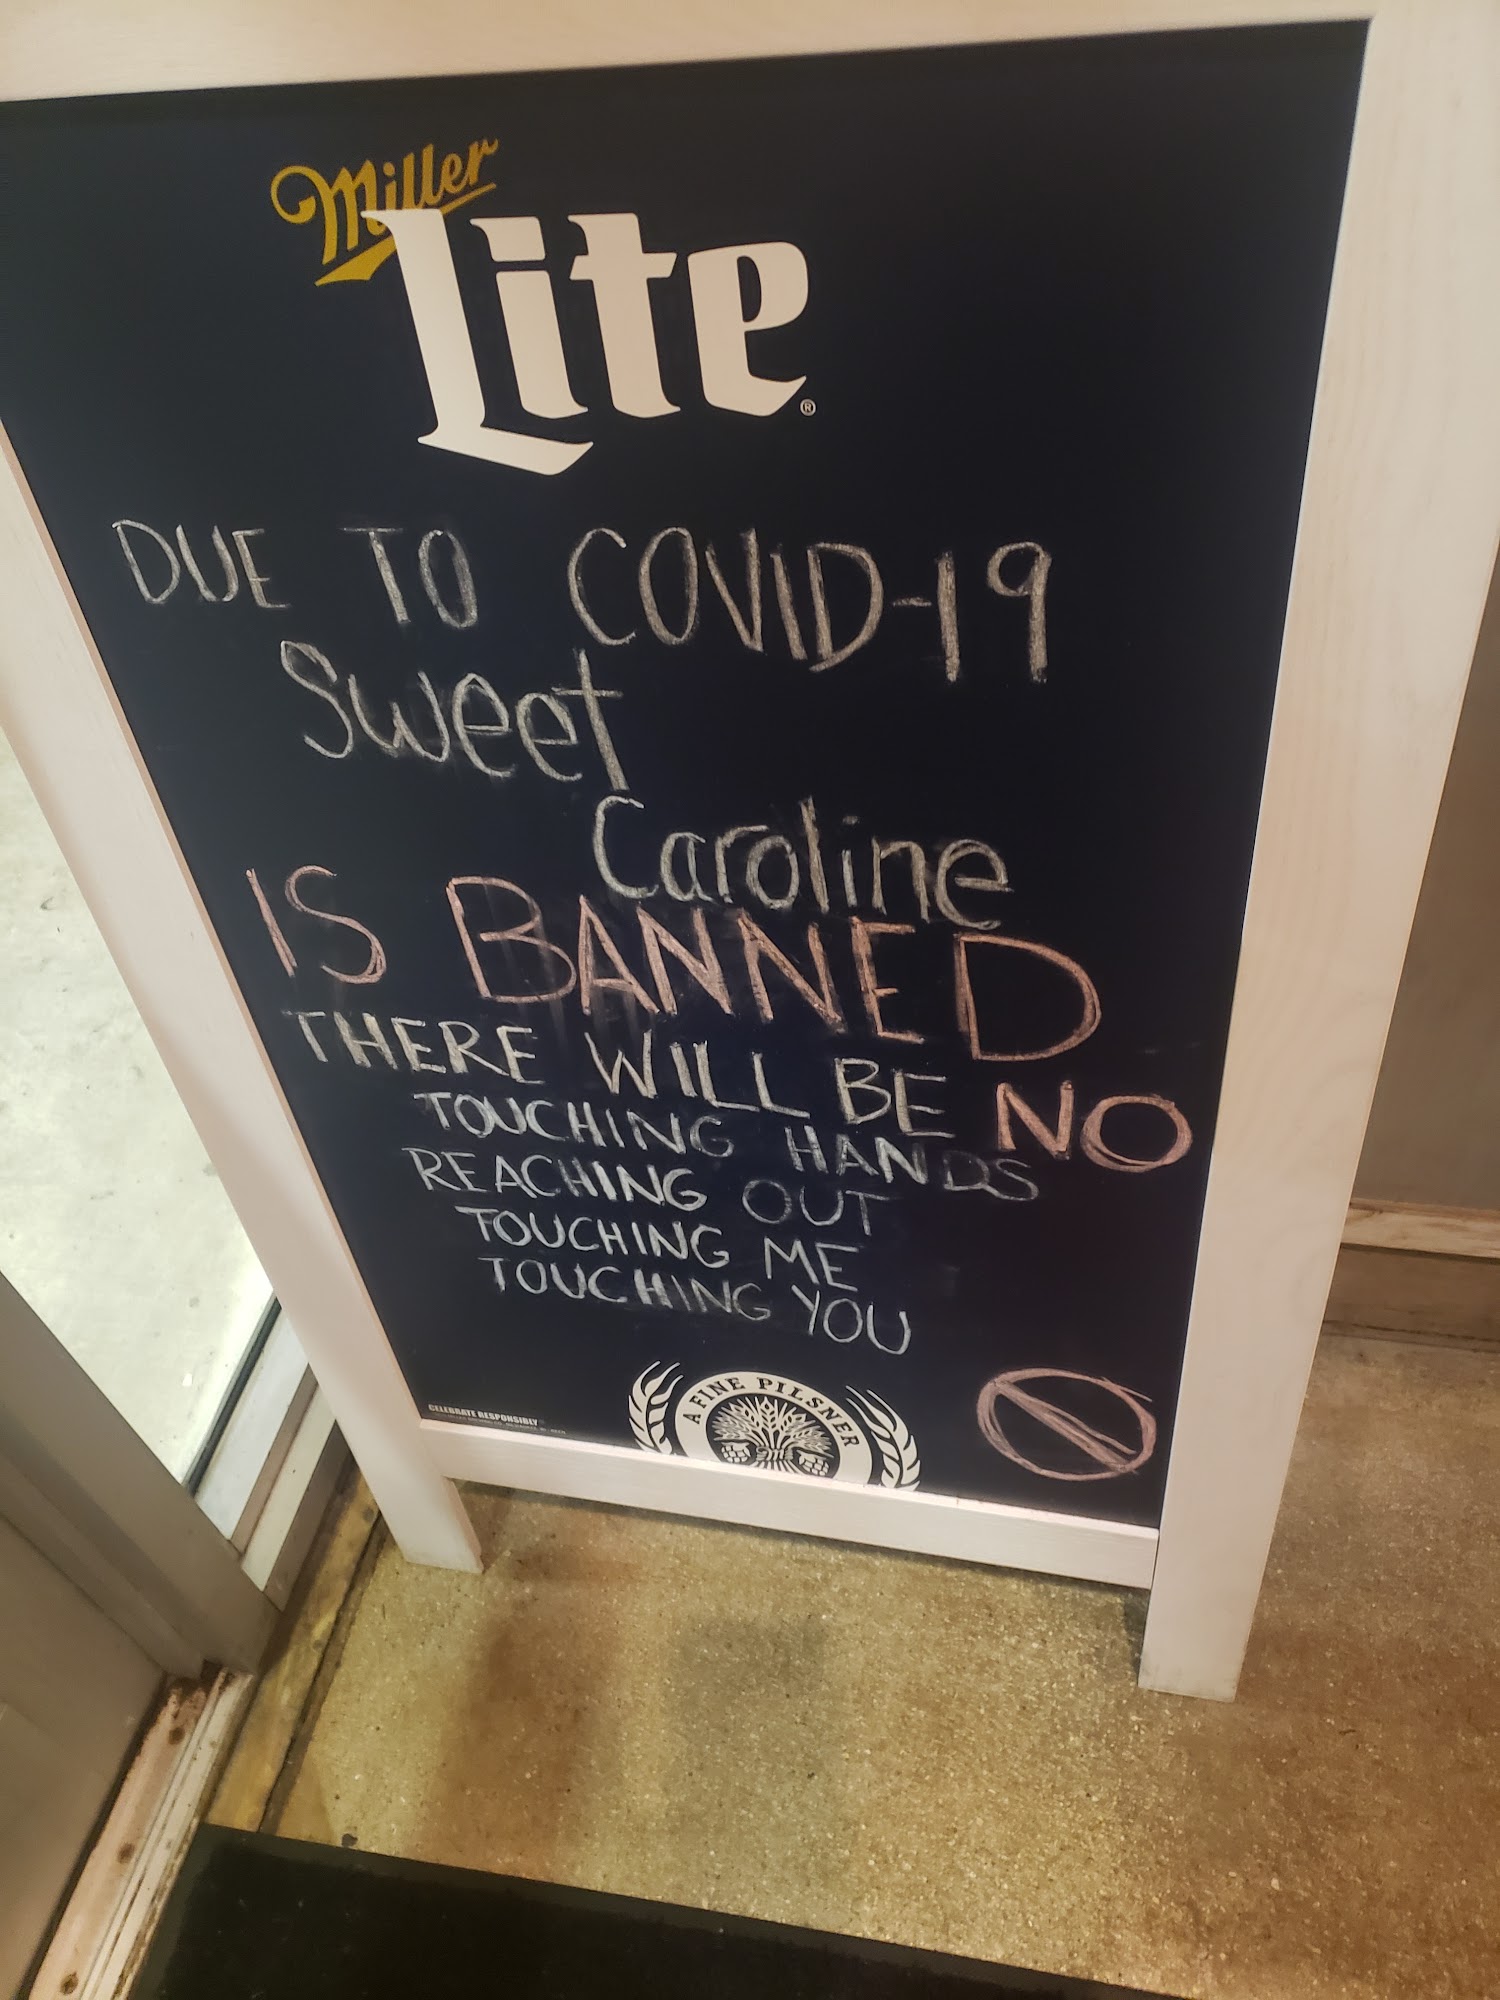 Miller
Lite®
DUE TO COVID-19
Sweet
Caroline
IS BANNED
THERE WILL BE NO
TOUCHING HANDS
REACHING OUT
TOUCHING ME
TOUCHING YOU
A FINE PILSNER
CELEBRATE RESPONSIBLY